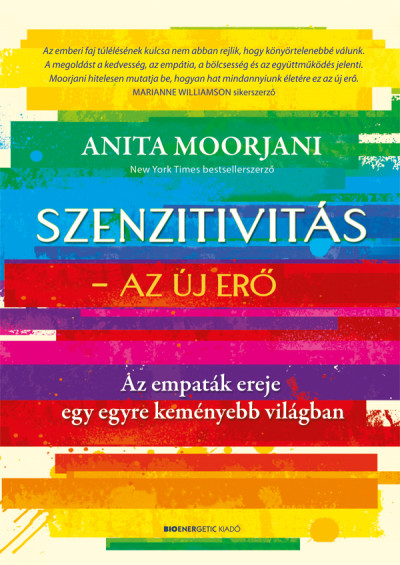 Az emberi faj túlélésének kulcsa nem abban rejlik, hogy könyörtelenebbé válunk.
A megoldást a kedvesség, az empátia, a bölcsesség és az együttműködés jelenti.
Moorjani hitelesen mutatja be, hogyan hat mindannyiunk életére ez az új erő.
MARIANNE WILLIAMSON sikerszerző
ANITA MOORJANI
New York Times bestsellerszerző
SZENZITIVITÁS
– AZ ÚJ ERŐ
Az empaták ereje
egy egyre keményebb világban
BIOENERGETIC KIADÓ